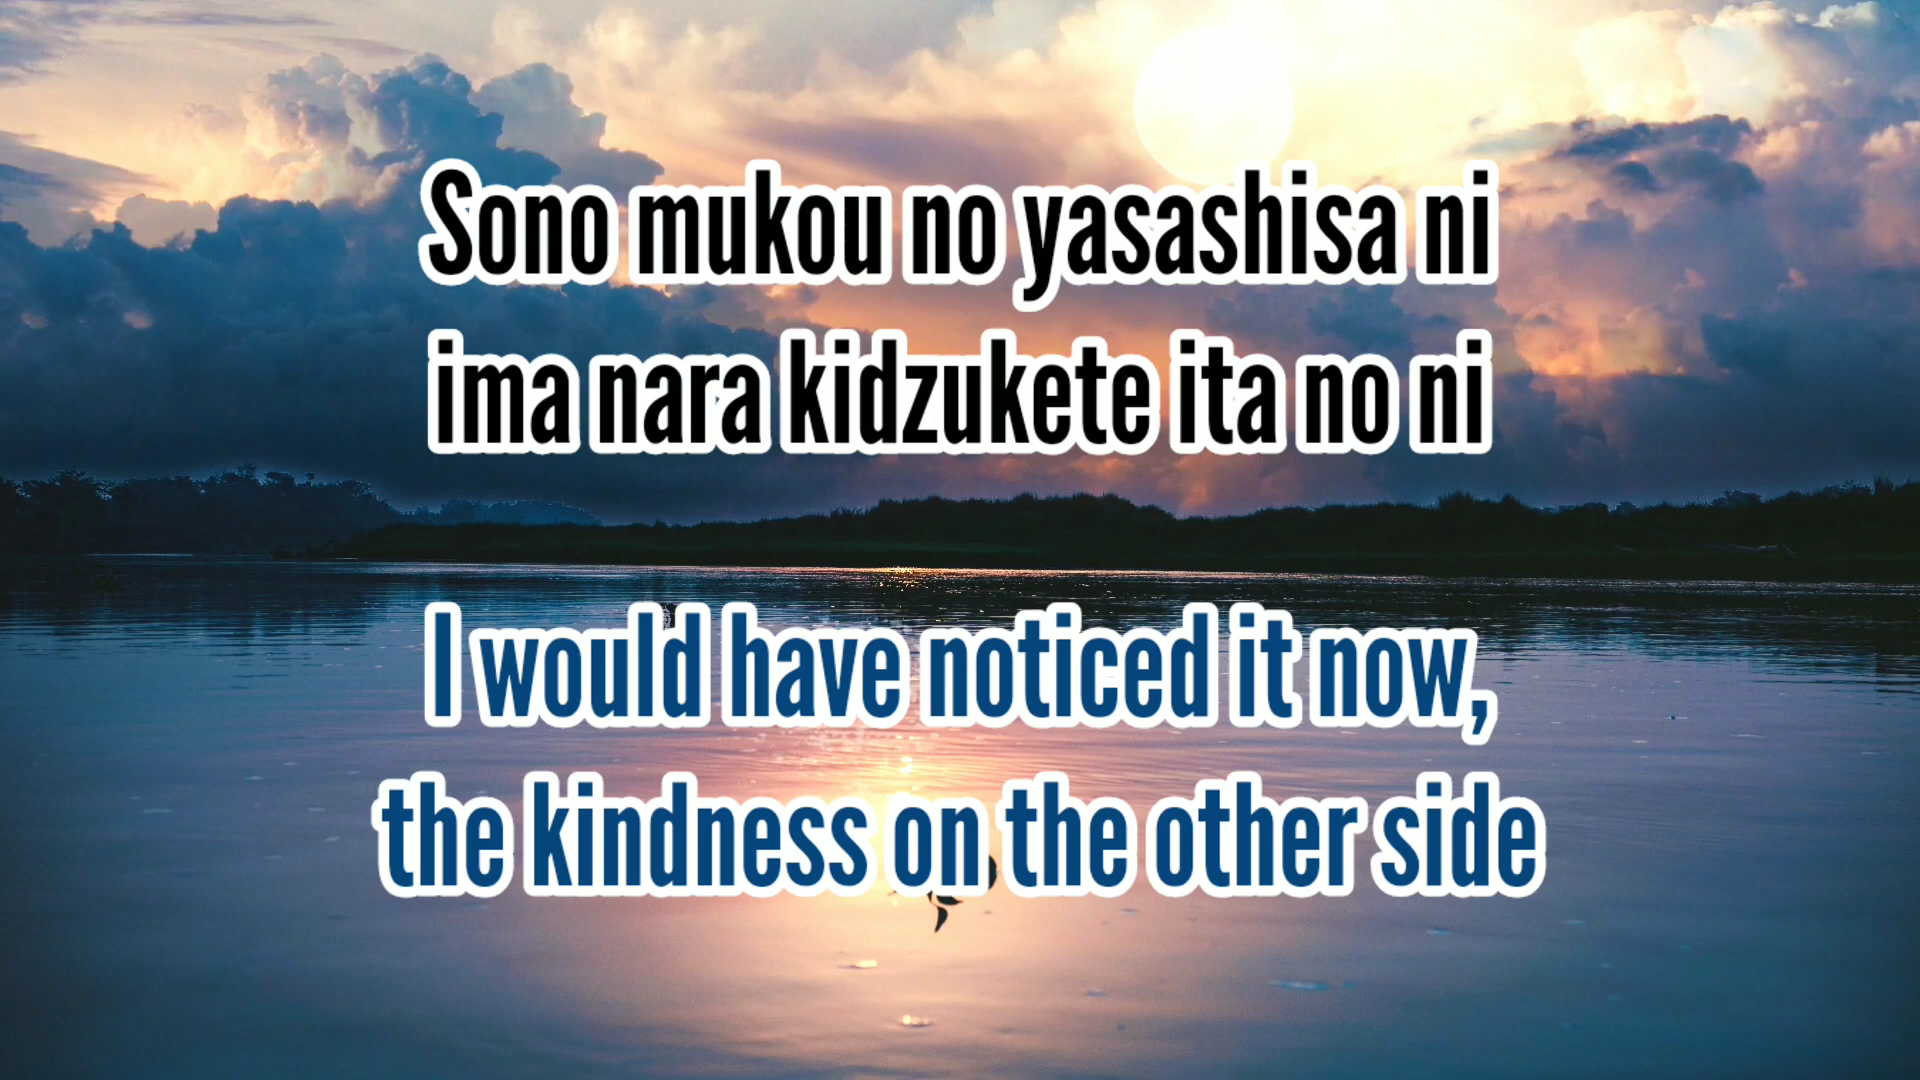 Sono mukou no yasashisa ni
ima nara kidzukete ita no ni
I would have noticed it now,
the kindness on the other side